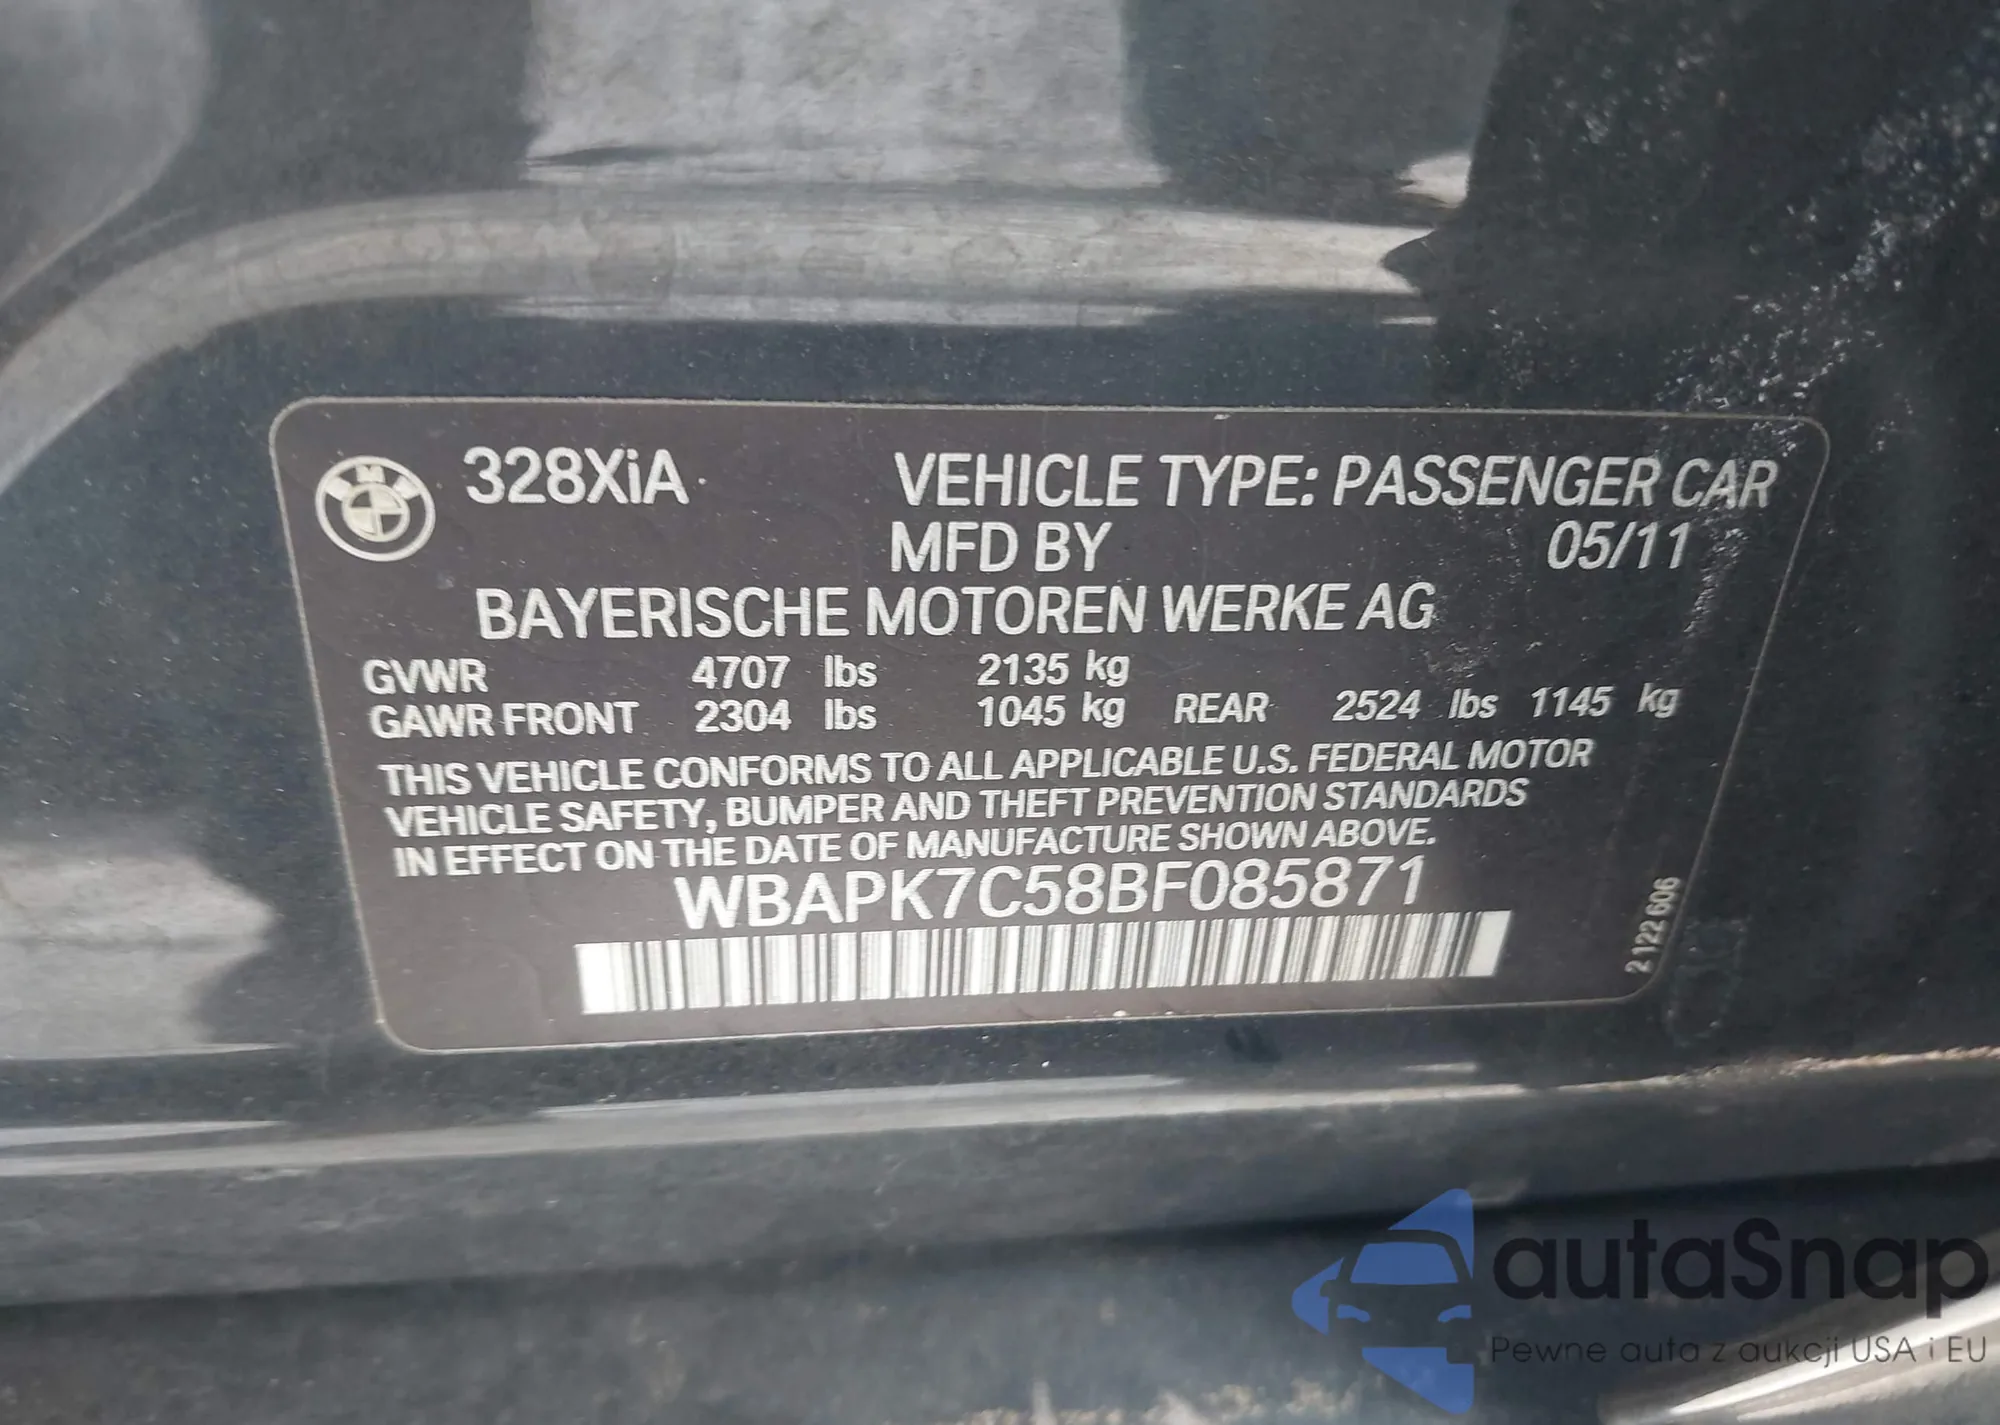 BMW
328XiA
VEHICLE TYPE: PASSENGER CAR
MFD BY 05/11
BAYERISCHE MOTOREN WERKE AG
GVWR 4707 lbs 2135 kg
GAWR FRONT 2304 lbs 1045 kg REAR 2524 lbs 1145 kg
THIS VEHICLE CONFORMS TO ALL APPLICABLE U.S. FEDERAL MOTOR
VEHICLE SAFETY, BUMPER AND THEFT PREVENTION STANDARDS
IN EFFECT ON THE DATE OF MANUFACTURE SHOWN ABOVE.
WBAPK7C58BF085871
2 122 606
autaSnap
Pewne auta z aukcji USA i EU